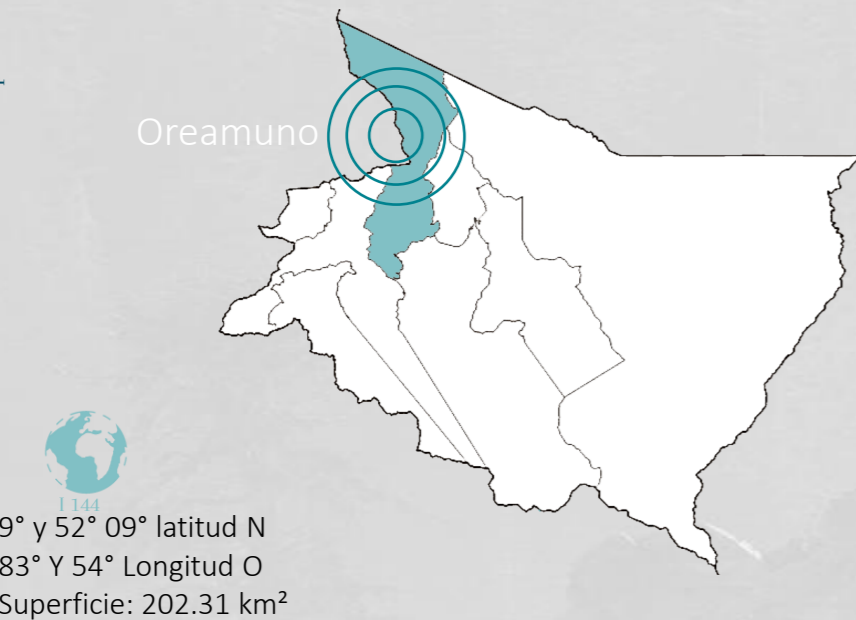 Oreamuno
I 144
9° y 52° 09° latitud N
83° Y 54° Longitud O
Superficie: 202.31 km²